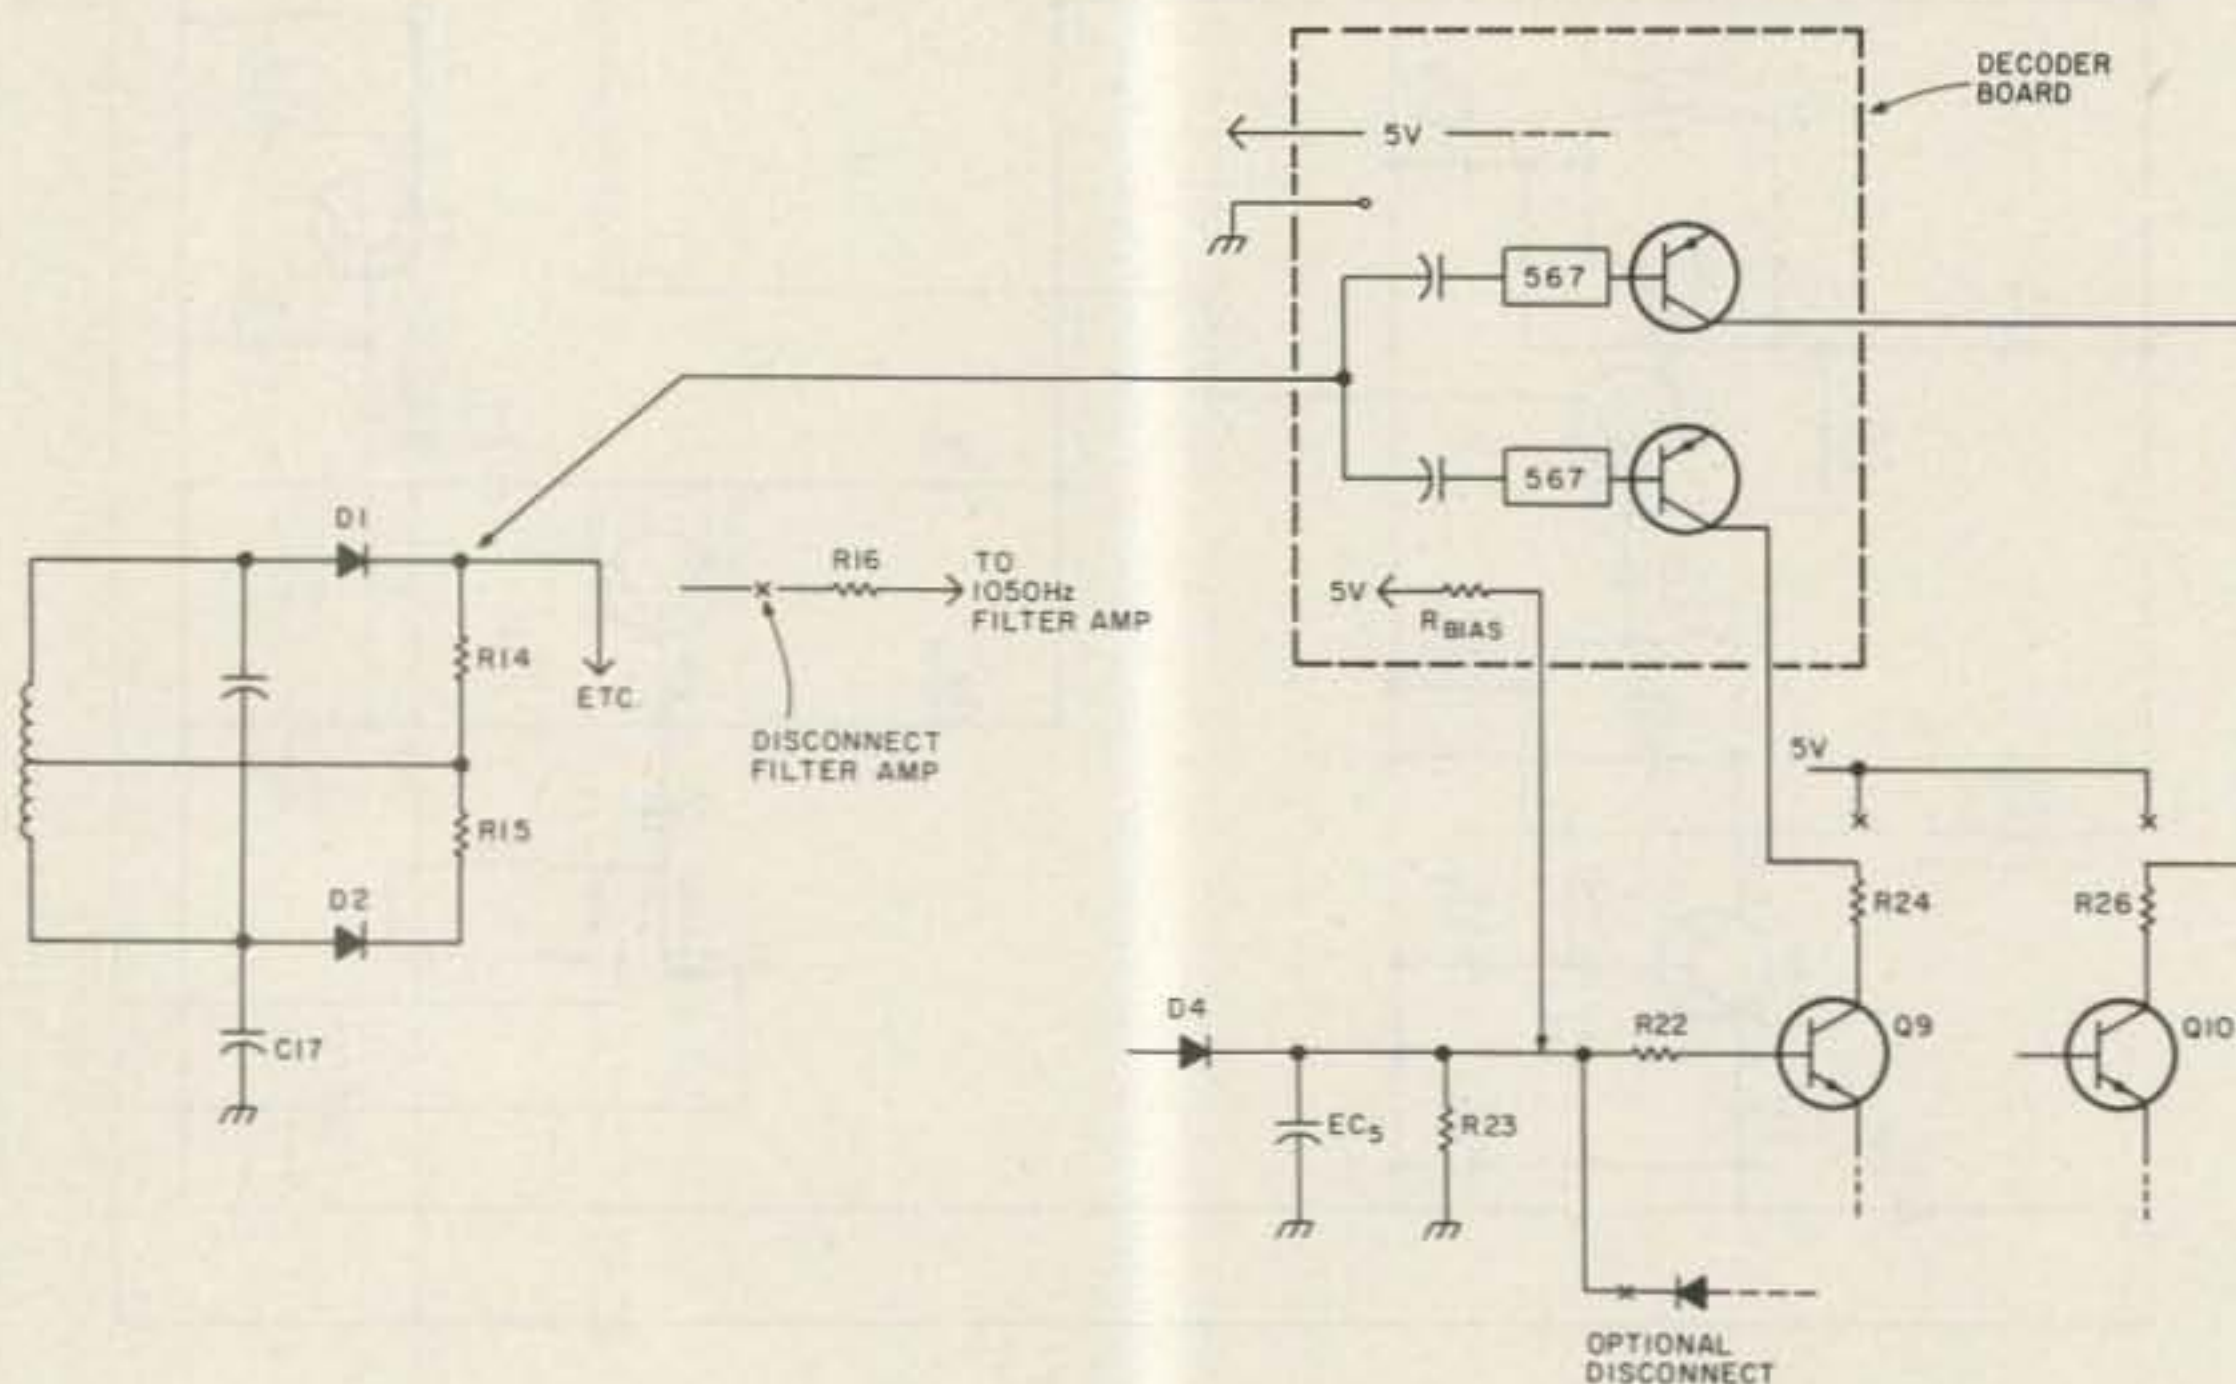 DECODER
BOARD
5V
567
567
5V
R BIAS
D1
R16
TO
1050Hz
FILTER AMP
R14
ETC.
DISCONNECT
FILTER AMP
R15
D2
C17
5V
R24
R26
D4
R22
Q9
Q10
EC5
R23
OPTIONAL
DISCONNECT